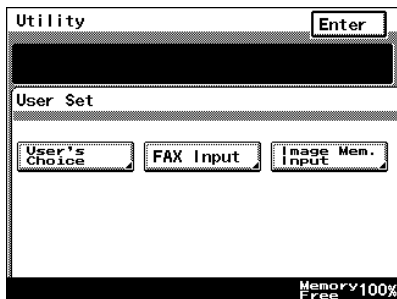 Utility
Enter
User Set
User's
Choice
FAX Input
Image Mem.
Input
Memory
Free 100%